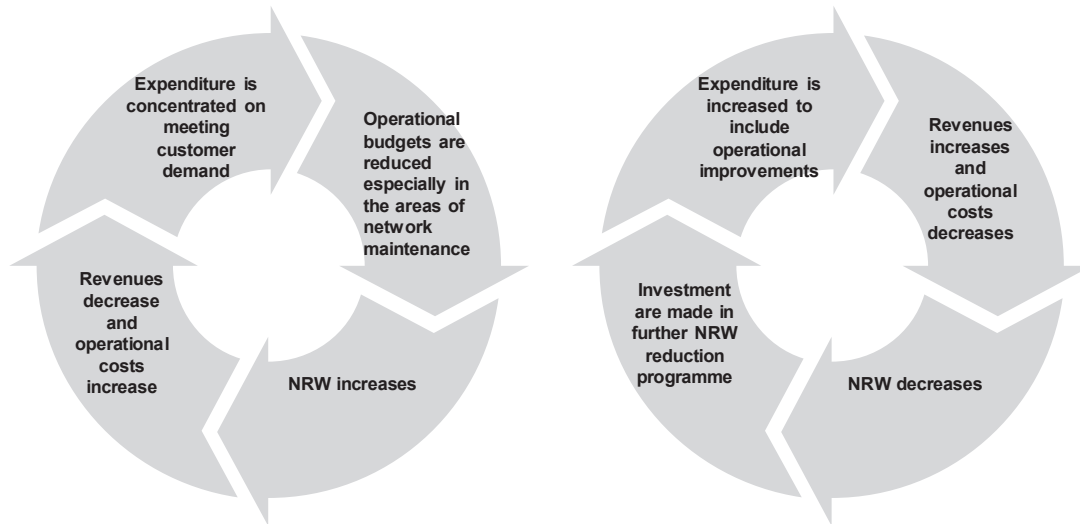 Expenditure is
concentrated on
meeting
customer
demand
Operational
budgets are
reduced
especially in
the areas of
network
maintenance
NRW increases
Revenues
decrease
and
operational
costs
increase
Expenditure is
increased to
include
operational
improvements
Revenues
increases
and
operational
costs
decreases
NRW decreases
Investment
are made in
further NRW
reduction
programme